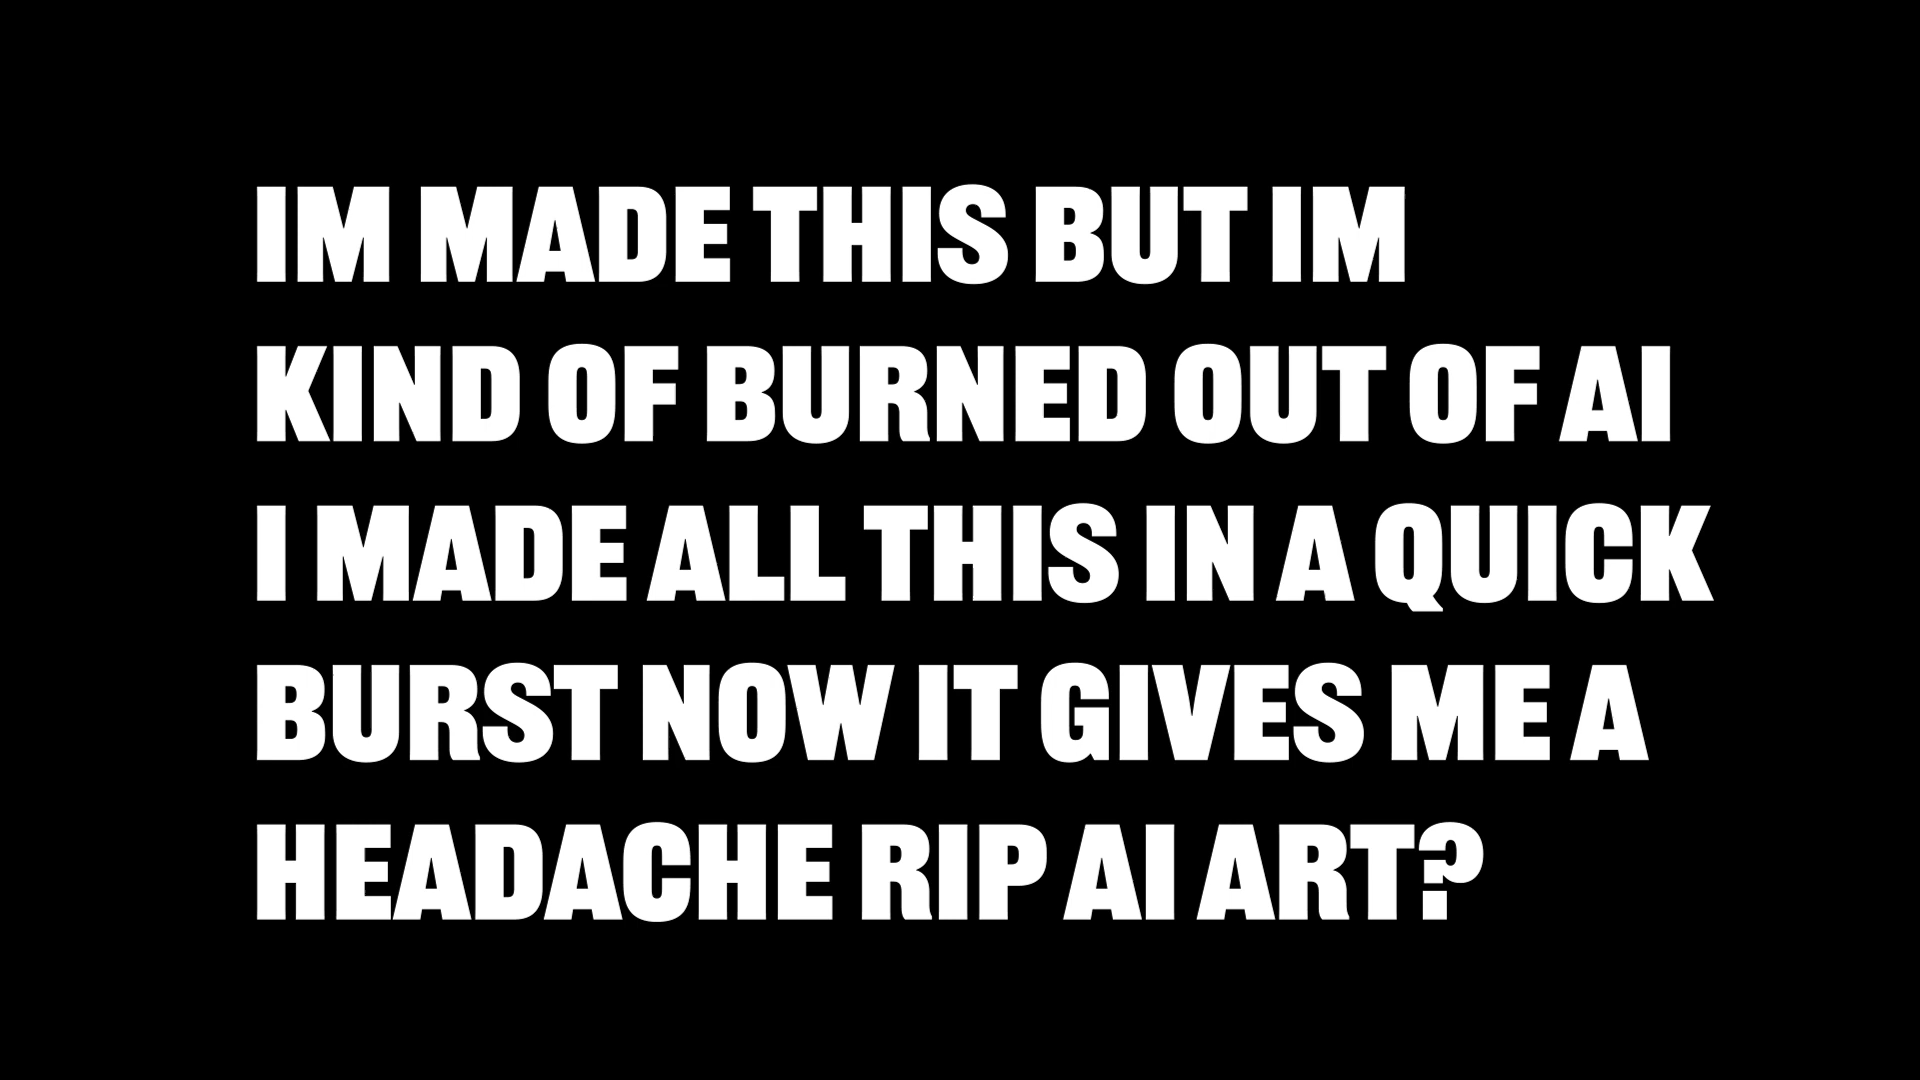 IM MADE THIS BUT IM
KIND OF BURNED OUT OF AI
I MADE ALL THIS IN A QUICK
BURST NOW IT GIVES ME A
HEADACHE RIP AI ART?